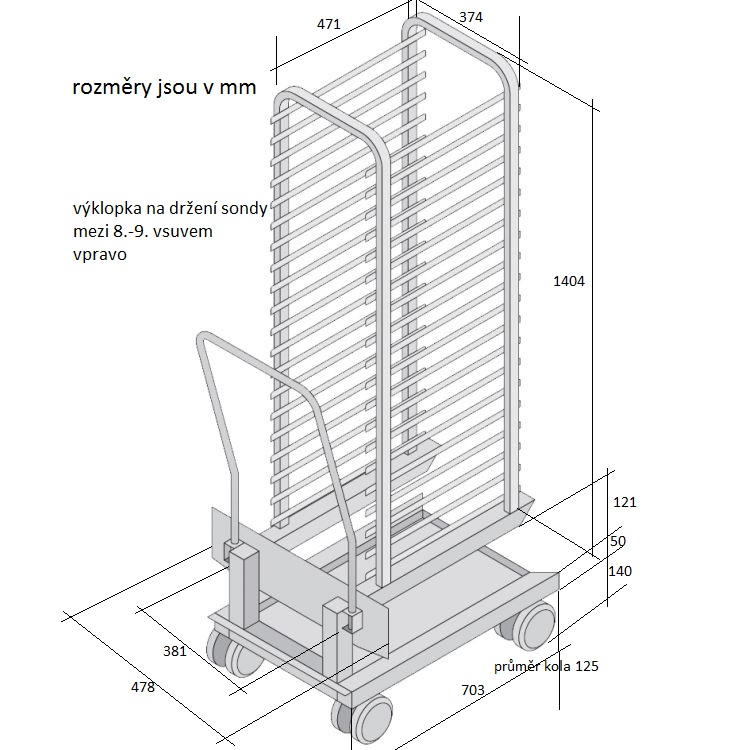 471
374
rozměry jsou v mm
výklopka na držení sondy
mezi 8.-9. vsuvem
vpravo
1404
121
50
140
381
478
703
průměr kola 125